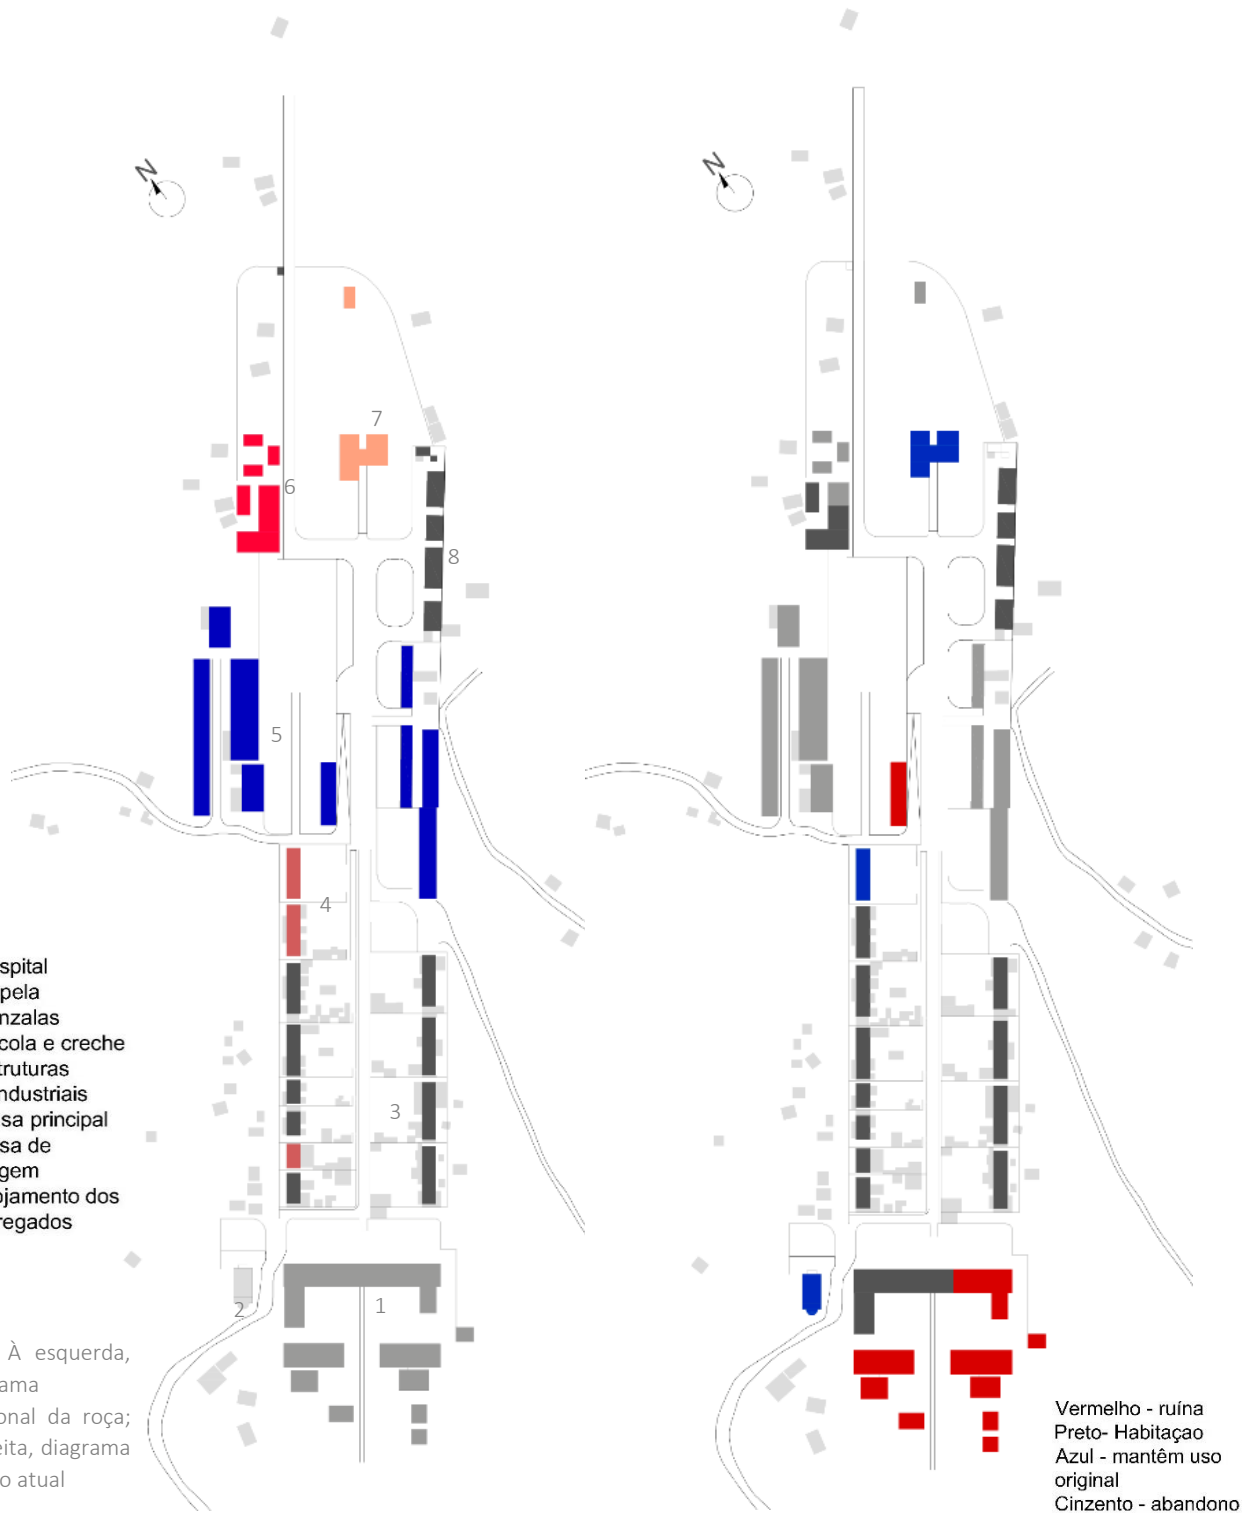 N
N
7
6
8
5
4
3
2
1
spital
pela
nzalas
cola e creche
truturas
ndustriais
sa principal
sa de
gem
ojamento dos
regados
À esquerda,
ama
onal da roça;
eita, diagrama
o atual
Vermelho - ruína
Preto- Habitaçao
Azul - mantêm uso
original
Cinzento - abandono